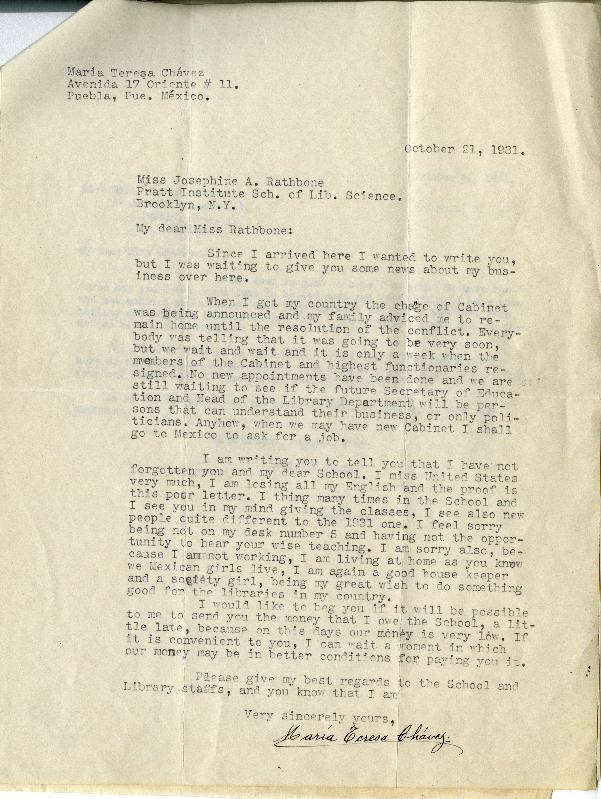 María Teresa Chávez
Avenida 17 Oriente # 11.
Puebla, Pue. México.
October 21, 1931.
Miss Josephine A. Rathbone
Pratt Institute Sch. of Lib. Science.
Brooklyn, N.Y.
My dear Miss Rathbone:
Since I arrived here I wanted to write you,
but I was waiting to give you some news about my bus-
iness over here.
When I got my country the chage of Cabinet
was being announced and my family adviced me to re-
main home until the resolution of the conflict. Every-
body was telling that it was going to be very soon,
but we wait and wait and it is only a week when the
members of the Cabinet and highest functionaries re-
signed. No new appointments have been done and we are
still waiting to see if the future Secretary of Educa-
tion and Head of the Library Department will be per-
sons that can understand their business, or only poli-
ticians. Anyhow, when we may have new Cabinet I shall
go to Mexico to ask for a job.
I am writing you to tell you that I have not
forgotten you and my dear School. I miss United States
very much, I am losing all my English and the proof is
this poor letter. I thing many times in the School and
I see you in my mind giving the classes, I see also new
people quite different to the 1931 one. I feel sorry
being not on my desk number 5 and having not the oppor-
tunity to hear your wise teaching. I am sorry also, be-
cause I am not working, I am living at home as you know
we Mexican girls live, I am again a good house keeper
and a society girl, being my great wish to do something
good for the libraries in my country.
I would like to beg you if it will be possible
to me to send you the money that I owe the School, a lit-
tle late, because on this days our money is very low. If
it is convenient to you, I can wait a moment in which
our money may be in better conditions for paying you it.
Please give my best regards to the School and
Library staffs, and you know that I am
Very sincerely yours,
María Teresa Chávez.